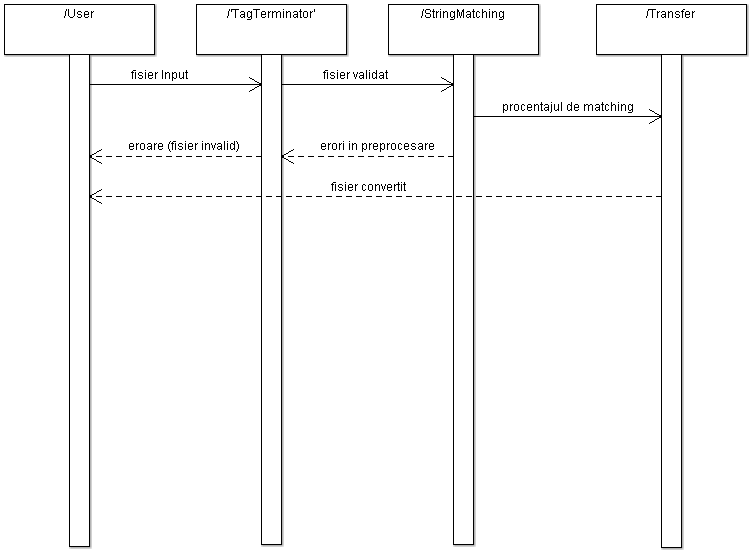 /User
/'TagTerminator'
/StringMatching
/Transfer
fisier Input
fisier validat
procentajul de matching
eroare (fisier invalid)
erori in preprocesare
fisier convertit